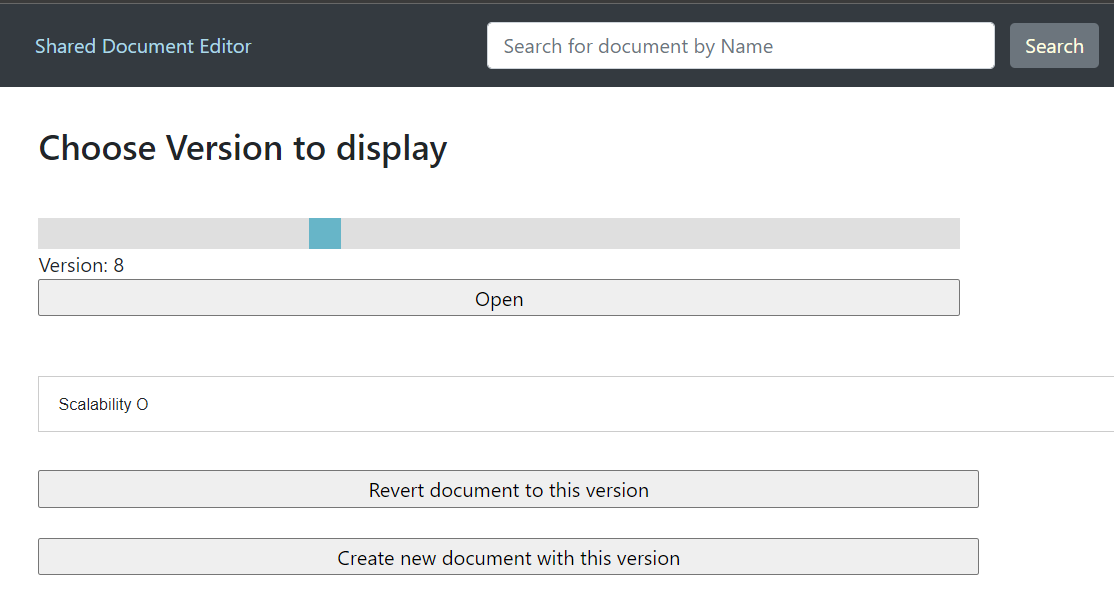 Shared Document Editor
Search for document by Name
Search
Choose Version to display
Version: 8
Open
Scalability O
Revert document to this version
Create new document with this version